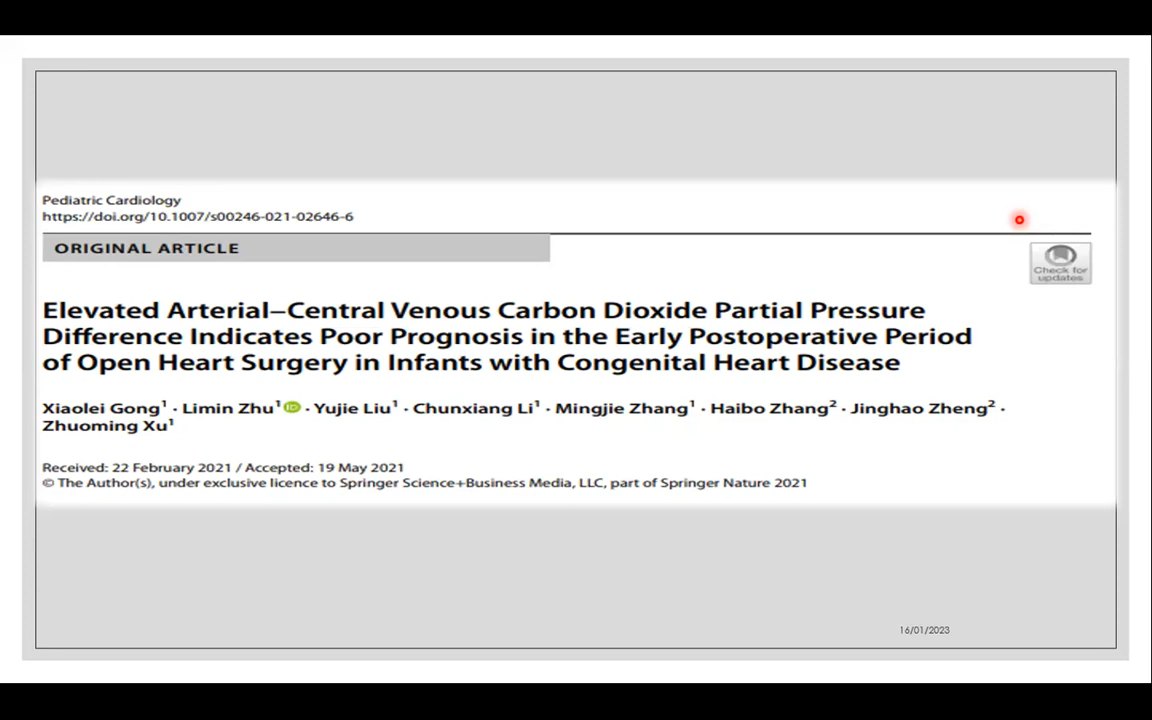 Pediatric Cardiology
https://doi.org/10.1007/s00246-021-02646-6
ORIGINAL ARTICLE
Check for
updates
Elevated Arterial–Central Venous Carbon Dioxide Partial Pressure
Difference Indicates Poor Prognosis in the Early Postoperative Period
of Open Heart Surgery in Infants with Congenital Heart Disease
Xiaolei Gong¹ · Limin Zhu¹ iD · Yujie Liu¹ · Chunxiang Li¹ · Mingjie Zhang¹ · Haibo Zhang² · Jinghao Zheng² ·
Zhuoming Xu¹
Received: 22 February 2021 / Accepted: 19 May 2021
© The Author(s), under exclusive licence to Springer Science+Business Media, LLC, part of Springer Nature 2021
16/01/2023